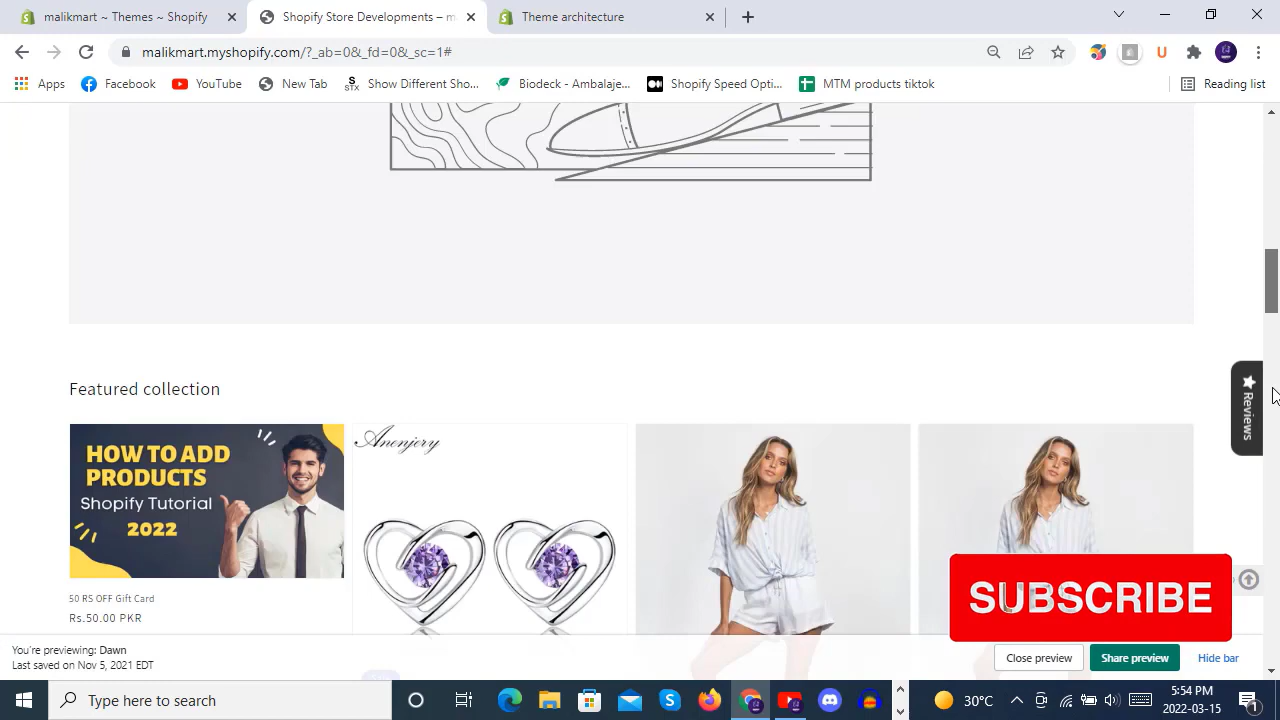 malikmart ~ Themes ~ Shopify
Shopify Store Developments – m
Theme architecture
malikmart.myshopify.com/?_ab=0&_fd=0&_sc=1#
U
Apps
Facebook
YouTube
New Tab
STX
Show Different Sho...
Biodeck - Ambalaje...
Shopify Speed Opti...
MTM products tiktok
Reading list
Featured collection
Reviews
HOW TO ADD
PRODUCTS
Shopify Tutorial
2022
Anenjery
50 RS OFF Gift Card
Rs.50.00 PKR
SUBSCRIBE
You're previewing: Dawn
Last saved on Nov 5, 2021 EDT
Close preview
Share preview
Hide bar
Type here to search
30°C
5:54 PM
2022-03-15
1